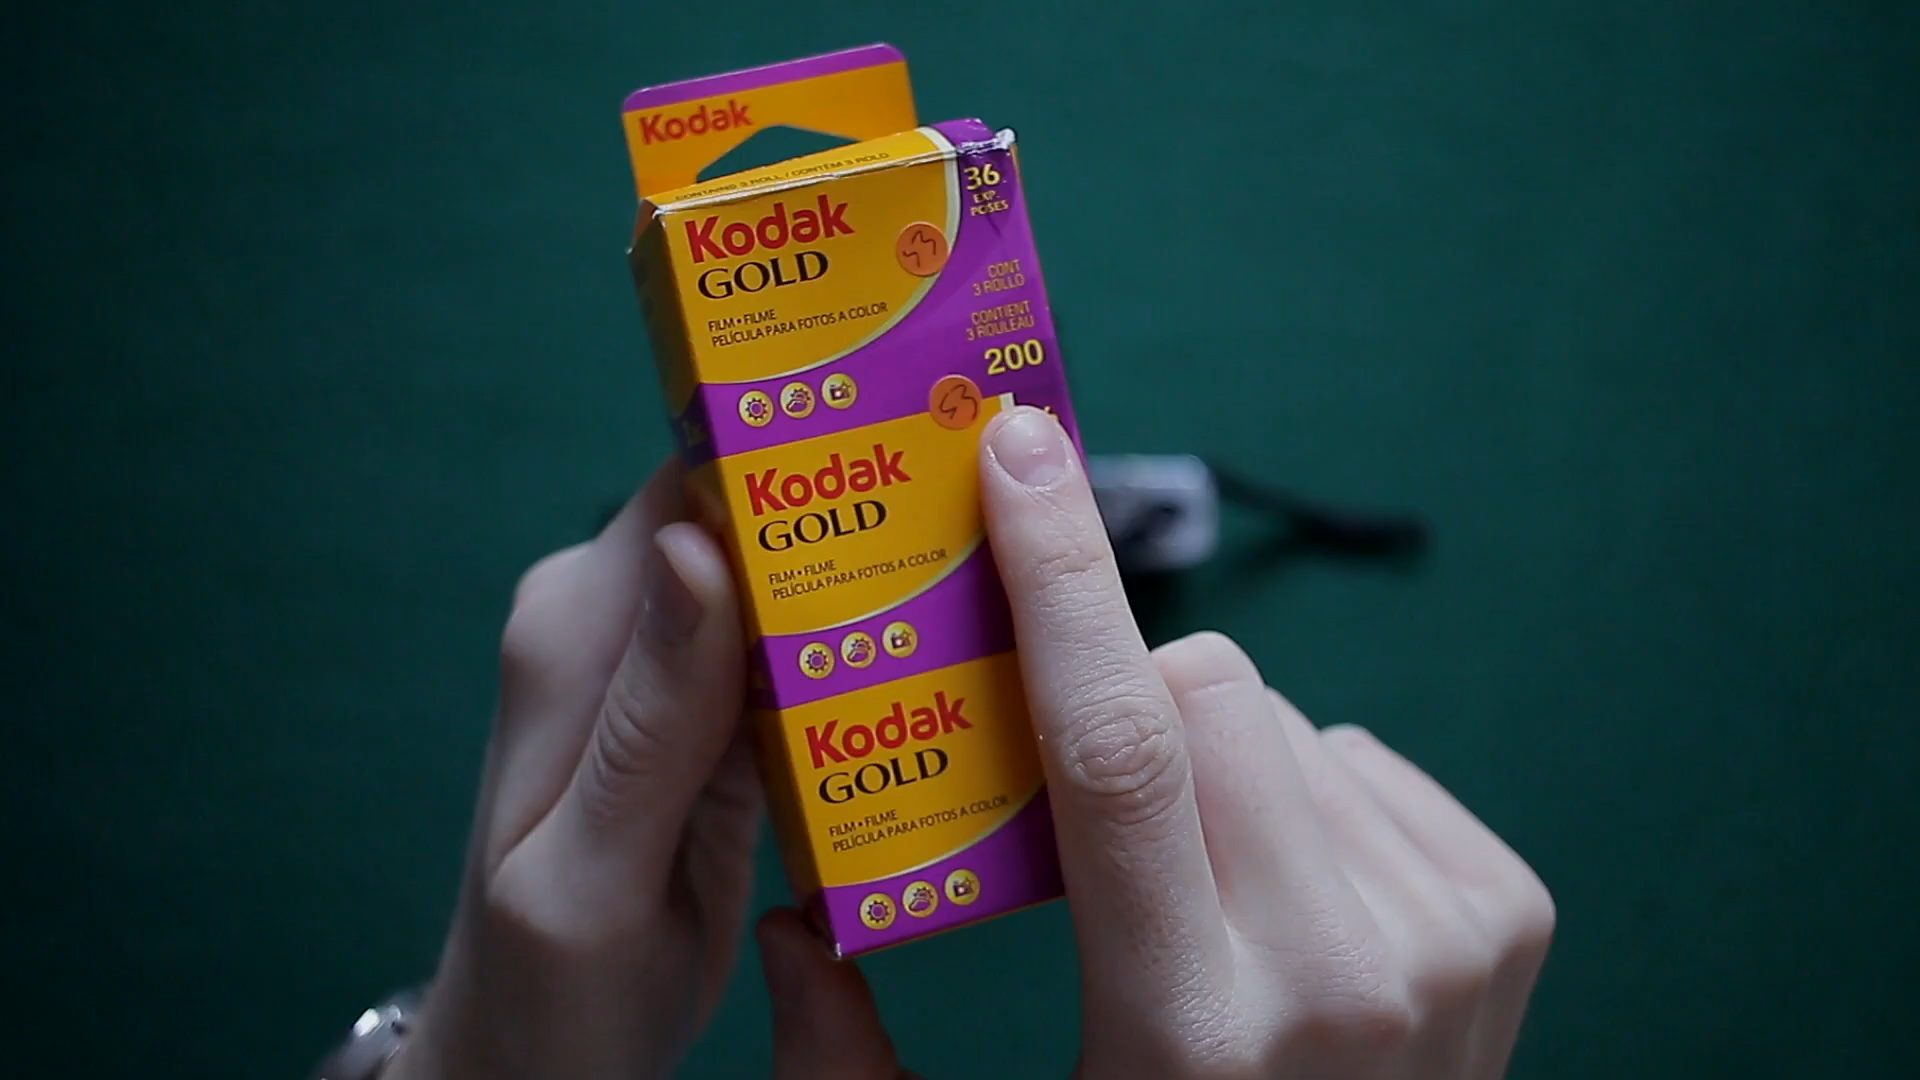 Kodak
CONTAINS 3 ROLL / CONTÉM 3 ROLO
Kodak
GOLD
FILM • FILME
PELÍCULA PARA FOTOS A COLOR
36
EXP.
POSES
CONT
3 ROLLO
CONTIENT
3 ROULEAU
200
Kodak
GOLD
FILM • FILME
PELÍCULA PARA FOTOS A COLOR
Kodak
GOLD
FILM • FILME
PELÍCULA PARA FOTOS A COLOR